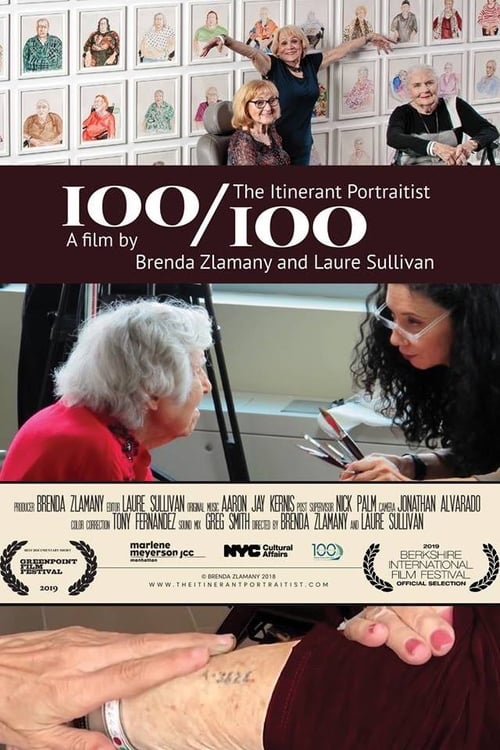 100/100
The Itinerant Portraitist
A film by
Brenda Zlamany and Laure Sullivan
PRODUCER BRENDA ZLAMANY EDITOR LAURE SULLIVAN ORIGINAL MUSIC AARON JAY KERNIS POST SUPERVISOR NICK PALM CAMERA JONATHAN ALVARADO
COLOR CORRECTION TONY FERNANDEZ SOUND MIX GREG SMITH DIRECTED BY BRENDA ZLAMANY AND LAURE SULLIVAN
BEST DOCUMENTARY SHORT
GREENPOINT
FILM
FESTIVAL
2019
marlene
meyerson jcc
manhattan
NYC Cultural
Affairs
100
2019
BERKSHIRE
INTERNATIONAL
FILM FESTIVAL
OFFICIAL SELECTION
© BRENDA ZLAMANY 2018
WWW.THEITINERANTPORTRAITIST.COM